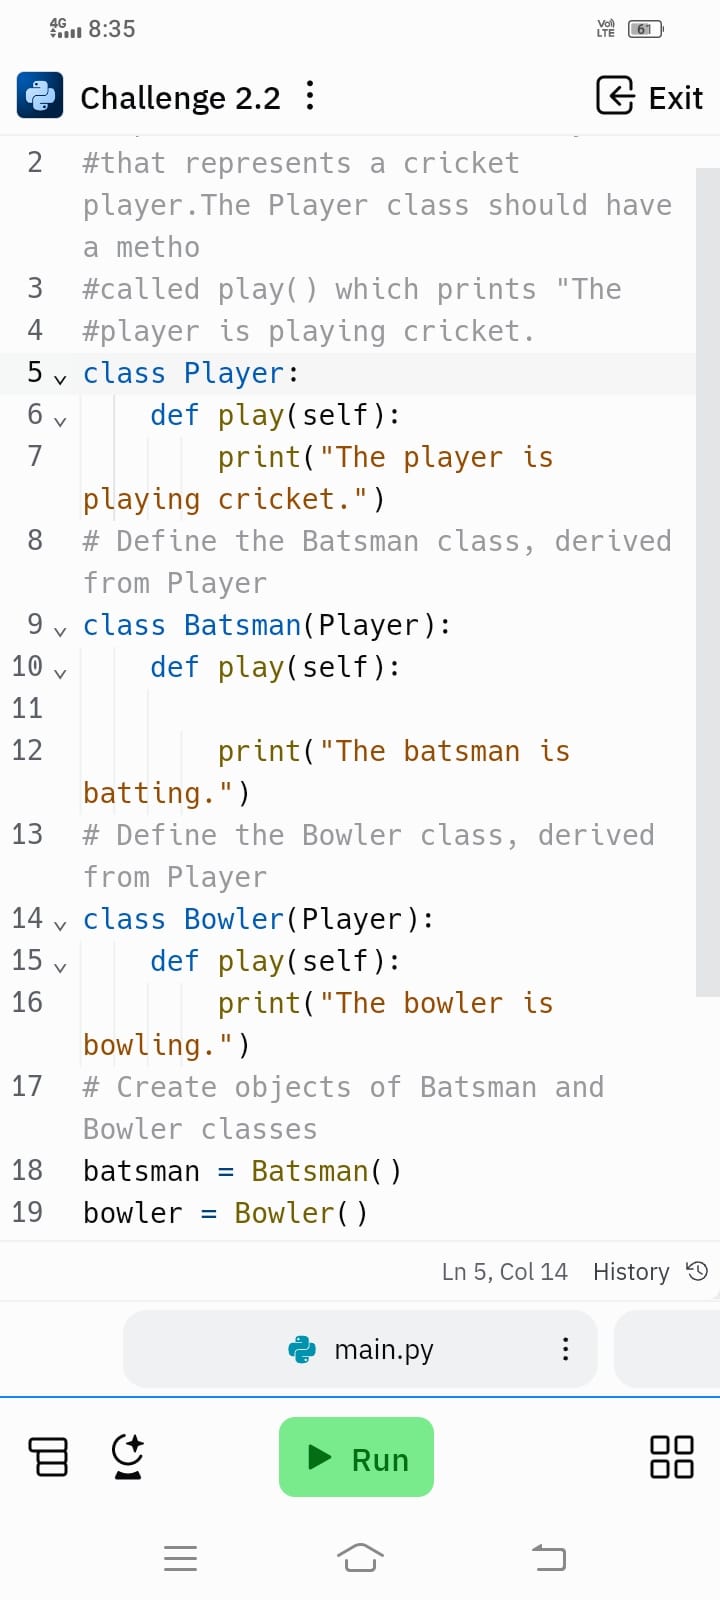 4G 8:35 Vo) LTE 61
Challenge 2.2 Exit
2 #that represents a cricket
player.The Player class should have
a metho
3 #called play() which prints "The
4 #player is playing cricket.
5 class Player:
6 def play(self):
7 print("The player is
playing cricket.")
8 # Define the Batsman class, derived
from Player
9 class Batsman(Player):
10 def play(self):
11
12 print("The batsman is
batting.")
13 # Define the Bowler class, derived
from Player
14 class Bowler(Player):
15 def play(self):
16 print("The bowler is
bowling.")
17 # Create objects of Batsman and
Bowler classes
18 batsman = Batsman()
19 bowler = Bowler()
Ln 5, Col 14 History
main.py
Run